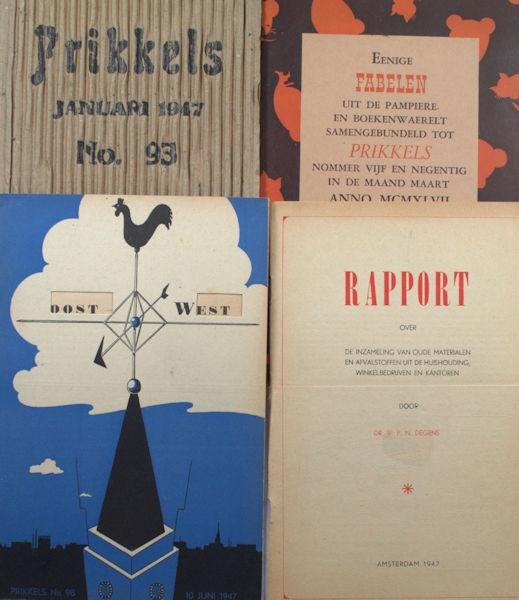 Prikkels
JANUARI 1947
No. 93
EENIGE
FABELEN
UIT DE PAMPIERE.
EN BOEKENWAERELT
SAMENGEBUNDELD TOT
PRIKKELS
NOMMER VIJF EN NEGENTIG
IN DE MAAND MAART
ANNO MCMXLVII
OOST WEST
PRIKKELS No. 98 10 JUNI 1947
RAPPORT
OVER
DE INZAMELING VAN OUDE MATERIALEN
EN AFVALSTOFFEN UIT DE HUISHOUDING,
WINKELBEDRIJVEN EN KANTOREN
DOOR
DR. P. N. DEGENS
AMSTERDAM 1947